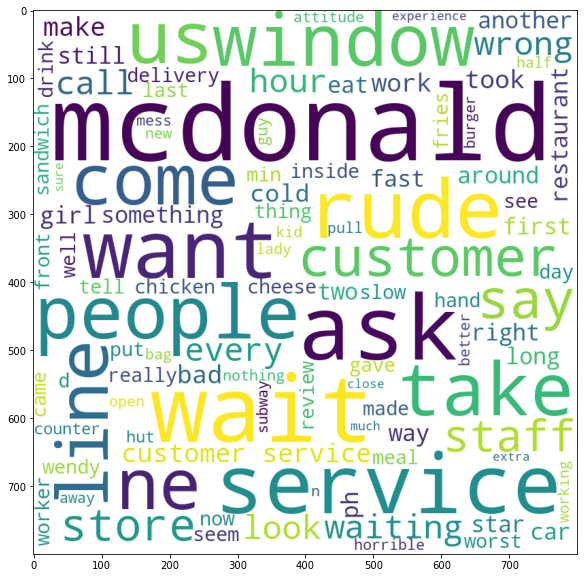 0
100
200
300
400
500
600
700
0 100 200 300 400 500 600 700
make
drink
still
us
window
attitude
experience
another
wrong
half
call
delivery
last
hour
eat
work
took
mcdonald
mess
new
guy
fries
burger
restaurant
sandwich
sure
come
min
inside
fast
around
cold
rude
see
girl
something
thing
first
front
well
want
kid
lady
pull
customer
day
tell
chicken
cheese
two
slow
hand
say
people
ask
better
right
every
long
line
put
bag
really
bad
nothing
subway
review
gave
close
take
came
d
open
wait
made
much
way
counter
hut
customer service
staff
wendy
meal
extra
away
ne
service
n
ph
working
worker
store
now
seem
look
waiting
horrible
star
worst
car